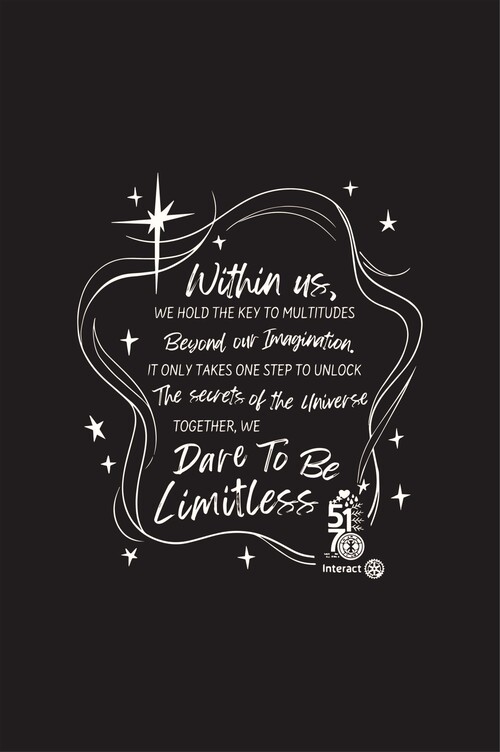 Within us,
WE HOLD THE KEY TO MULTITUDES
Beyond our Imagination.
IT ONLY TAKES ONE STEP TO UNLOCK
The secrets of the Universe
TOGETHER, WE
Dare To Be
Limitless
51
70
Interact